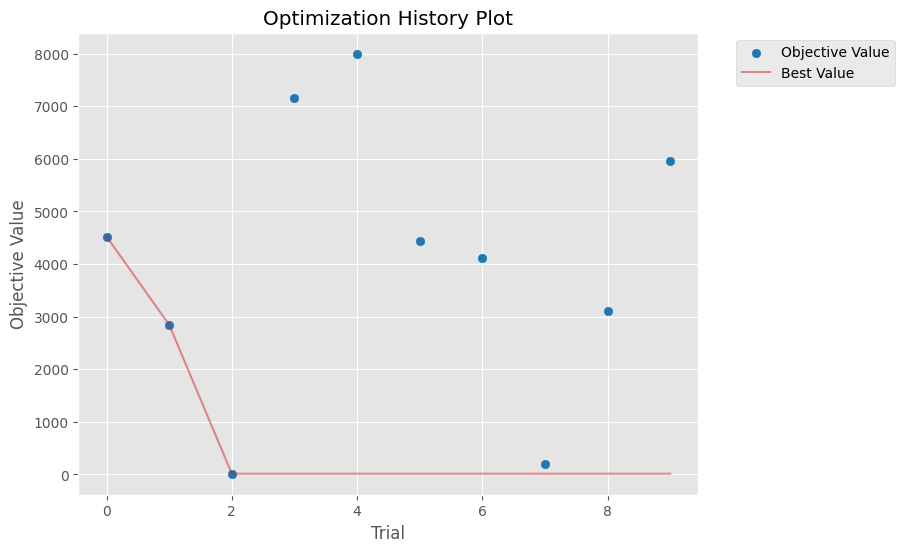 Optimization History Plot
Objective Value
Best Value
8000
7000
6000
5000
4000
3000
2000
1000
0
Objective Value
0 2 4 6 8
Trial